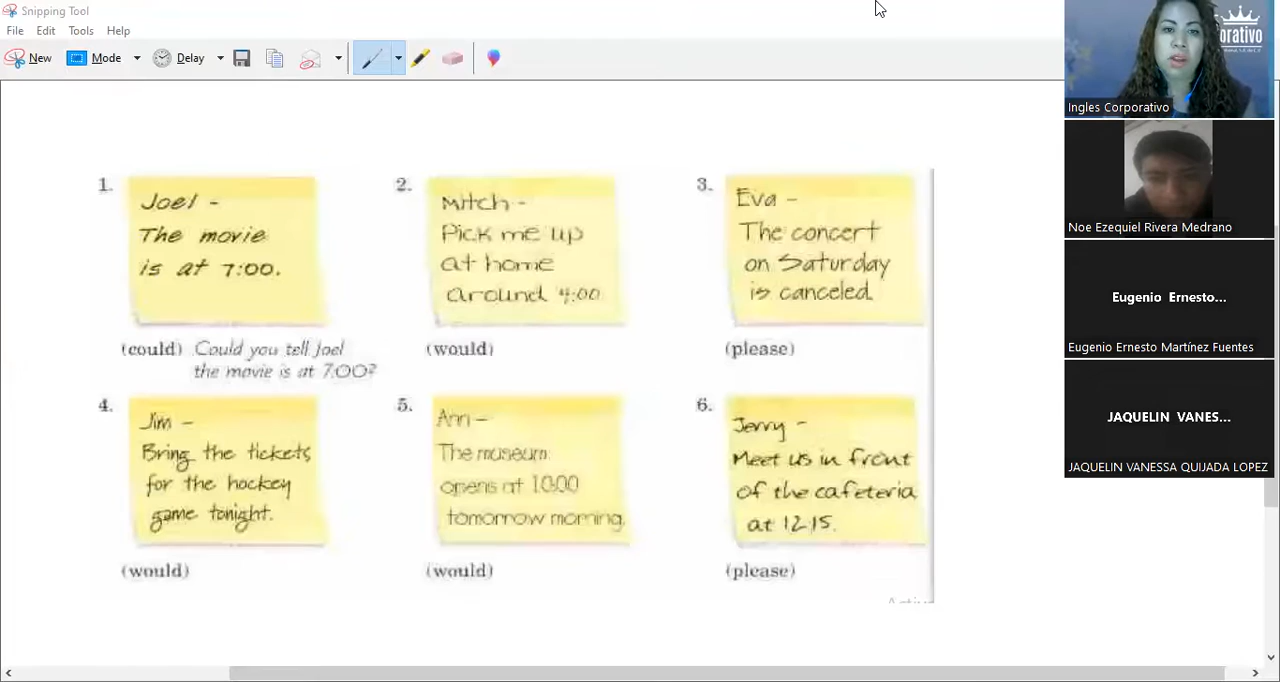 Snipping Tool
File Edit Tools Help
New Mode Delay
orativo
Ingles Corporativo
Noe Ezequiel Rivera Medrano
Eugenio Ernesto...
Eugenio Ernesto Martínez Fuentes
JAQUELIN VANES...
JAQUELIN VANESSA QUIJADA LOPEZ
1.
Joel -
The movie
is at 7:00.
(could) Could you tell Joel
the movie is at 7:00?
2.
Mitch -
Pick me up
at home
around 4:00
(would)
3.
Eva -
The concert
on Saturday
is canceled.
(please)
4.
Jim -
Bring the tickets
for the hockey
game tonight.
(would)
5.
Ann -
The museum
opens at 10:00
tomorrow morning.
(would)
6.
Jerry -
Meet us in front
of the cafeteria
at 12:15.
(please)